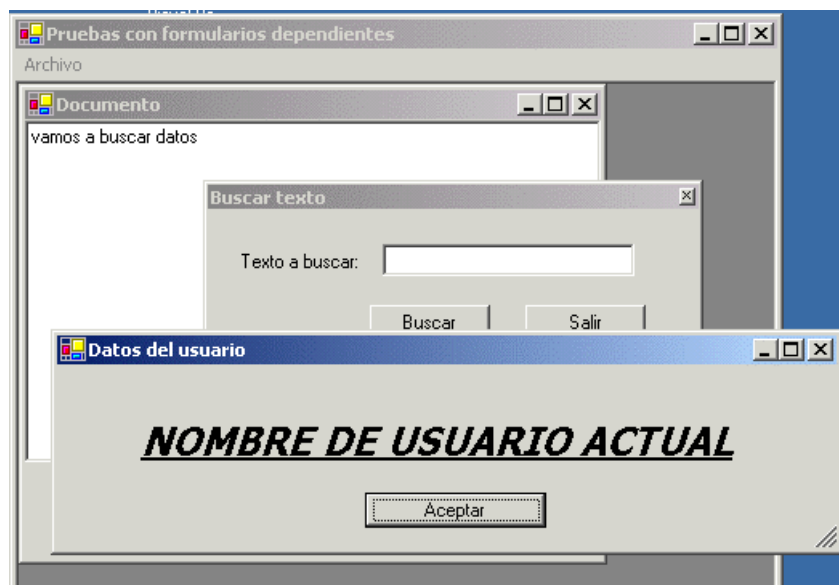 Pruebas con formularios dependientes
Archivo
Documento
vamos a buscar datos
Buscar texto
Texto a buscar:
Buscar
Salir
Datos del usuario
NOMBRE DE USUARIO ACTUAL
Aceptar